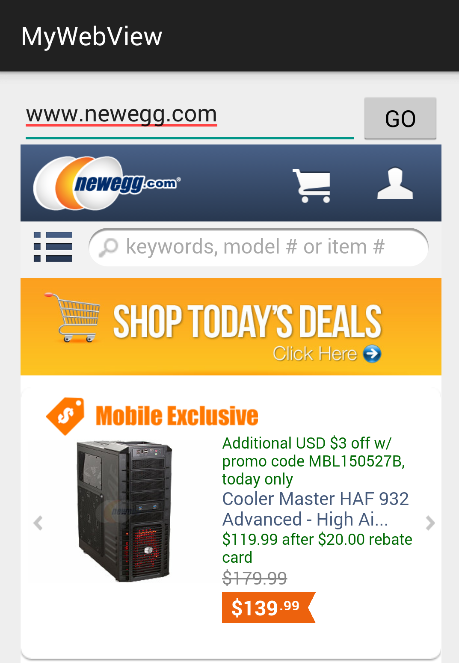 MyWebView
www.newegg.com
GO
newegg.com
keywords, model # or item #
SHOP TODAY'S DEALS
Click Here
Mobile Exclusive
Additional USD $3 off w/
promo code MBL150527B,
today only
Cooler Master HAF 932
Advanced - High Ai...
$119.99 after $20.00 rebate
card
$179.99
$139.99